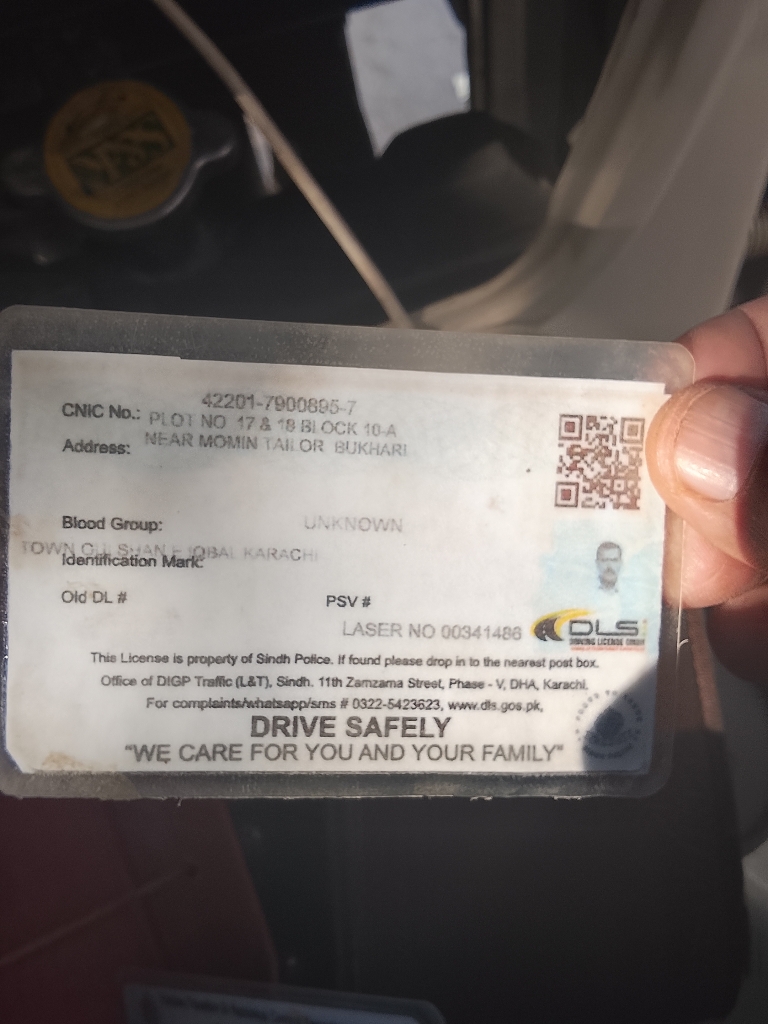 CNIC No.: 42201-7900895-7
Address: PLOT NO 17 & 18 BLOCK 10-A
NEAR MOMIN TAILOR BUKHARI
Blood Group: UNKNOWN
TOWN GULSHAN E IQBAL KARACHI
Identification Mark:
Old DL # PSV #
LASER NO 00341486
DLS
DRIVING LICENSE SINDH
This License is property of Sindh Police. If found please drop in to the nearest post box.
Office of DIGP Traffic (L&T), Sindh. 11th Zamzama Street, Phase - V, DHA, Karachi.
For complaints/whatsapp/sms # 0322-5423623, www.dls.gos.pk,
DRIVE SAFELY
"WE CARE FOR YOU AND YOUR FAMILY"